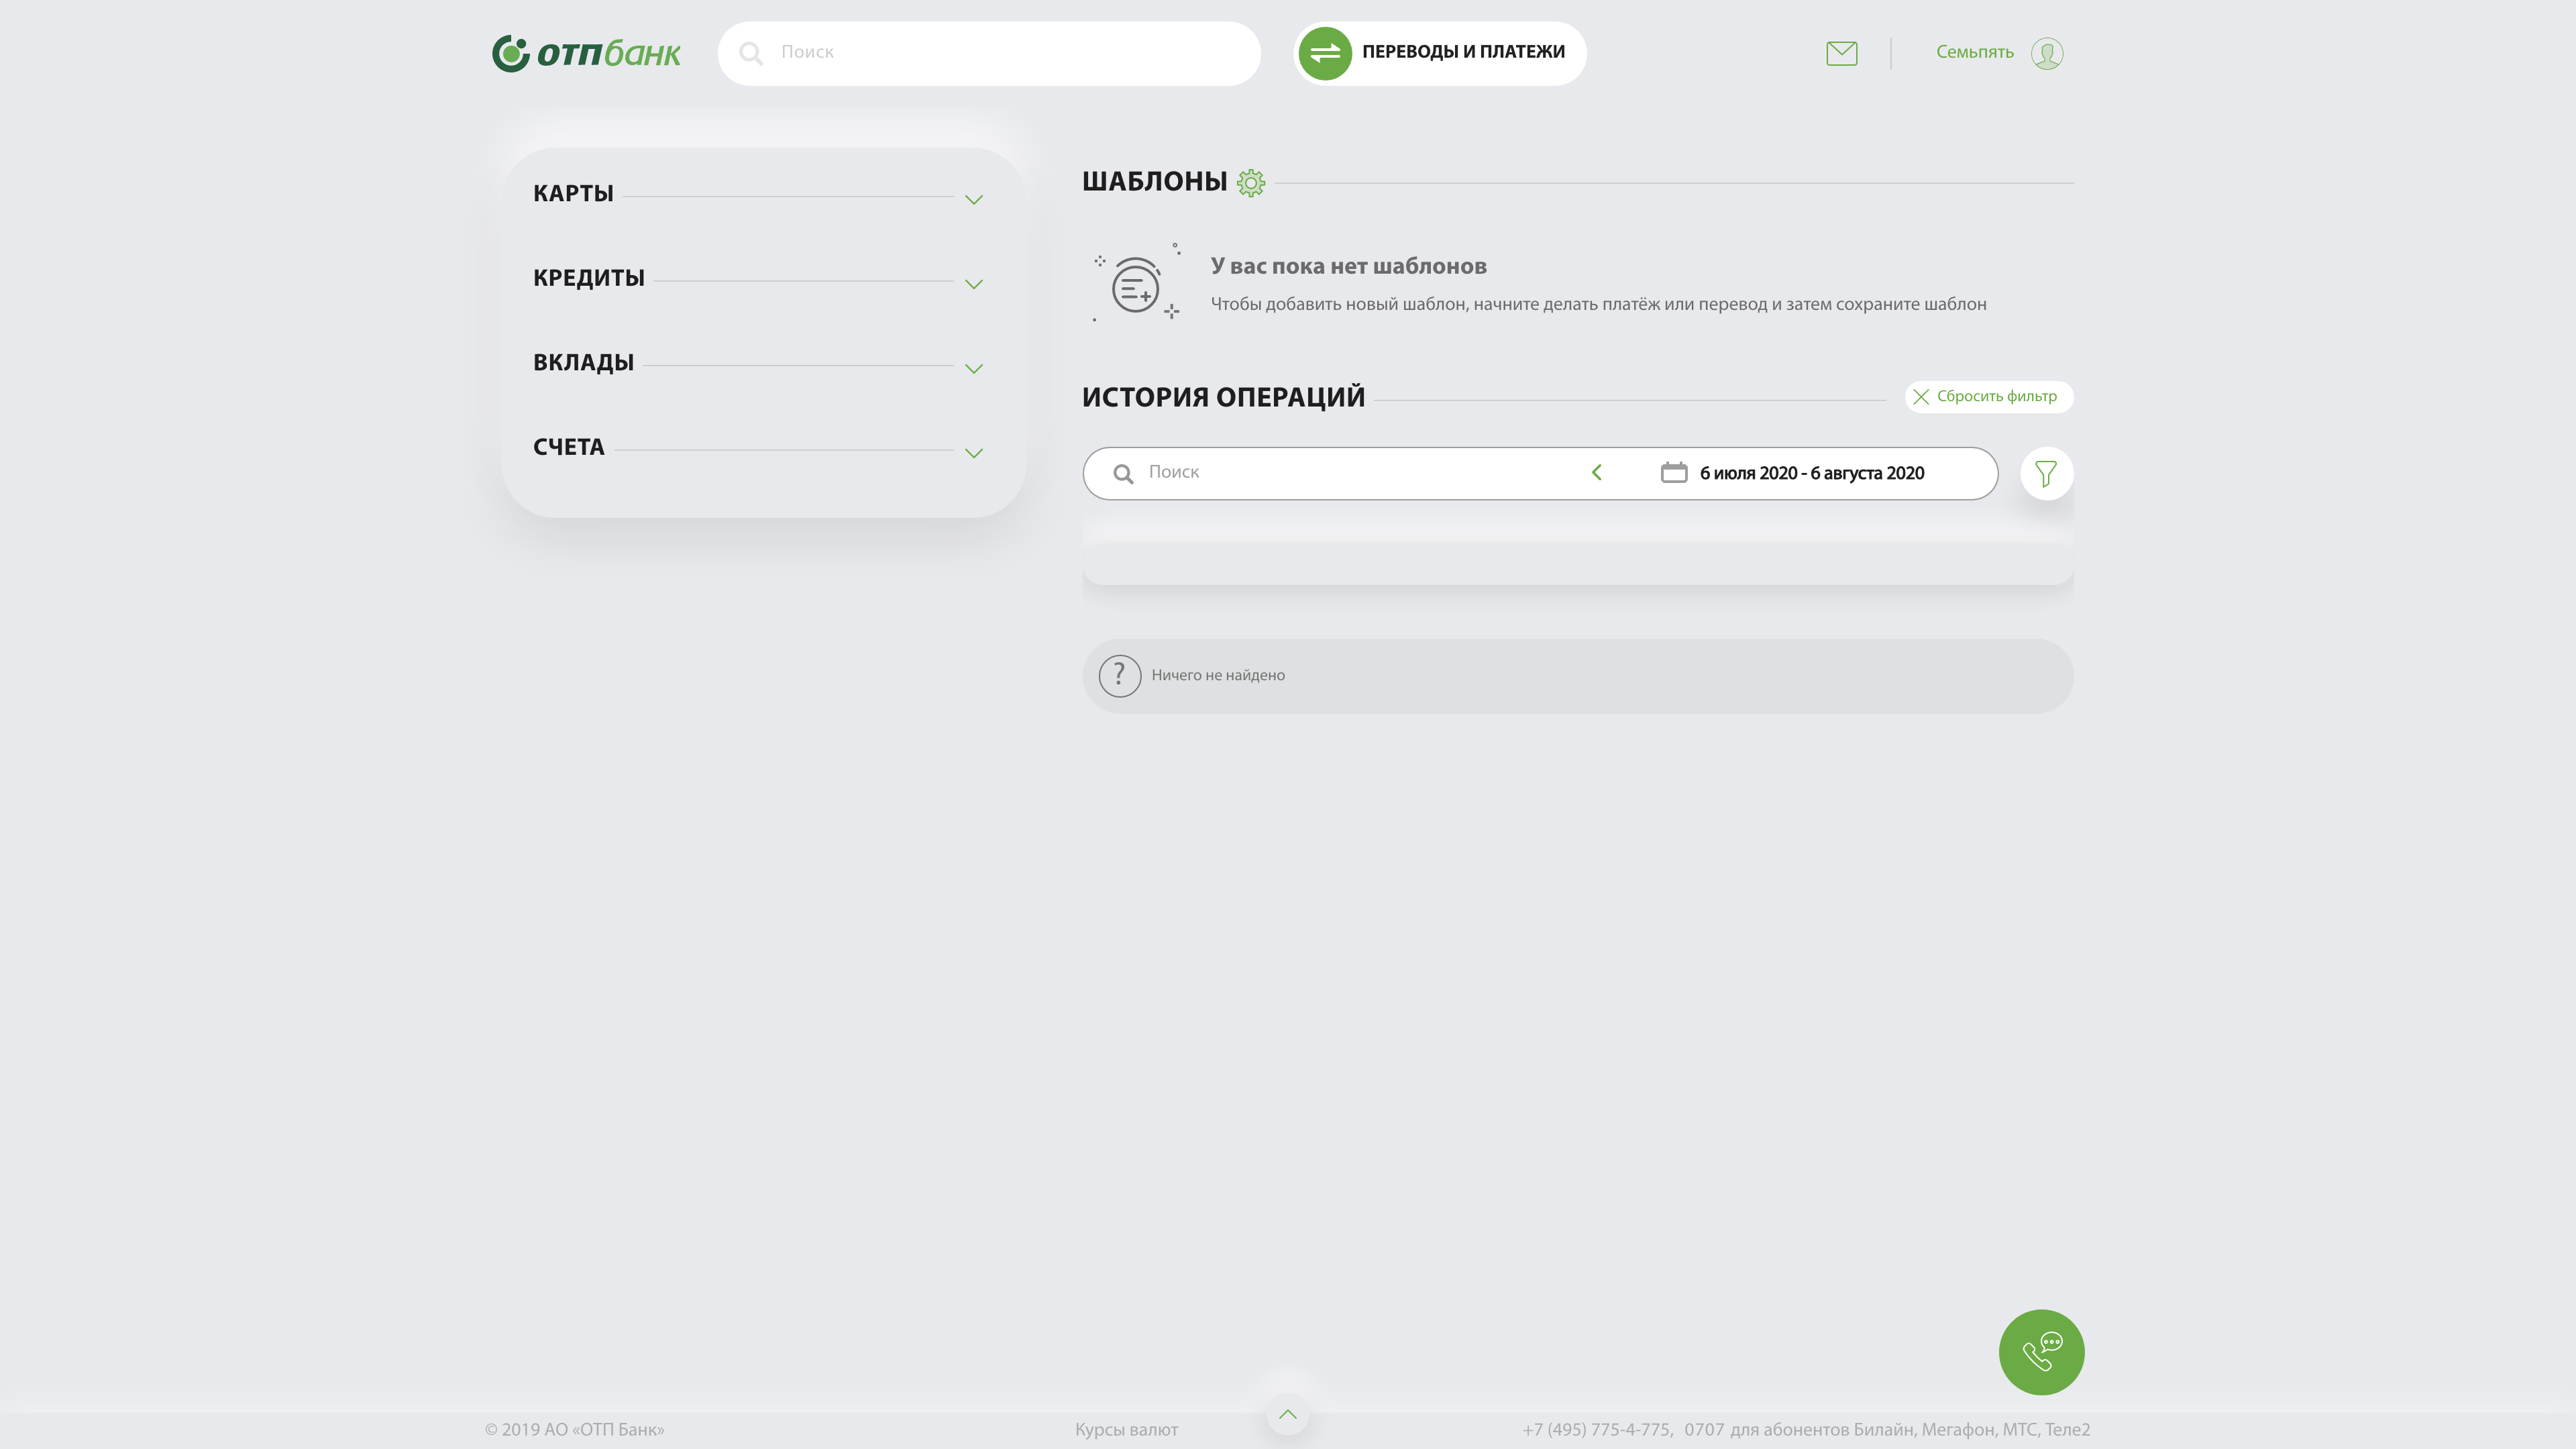 отпбанк
Поиск
ПЕРЕВОДЫ И ПЛАТЕЖИ
Семьпять
КАРТЫ
КРЕДИТЫ
ВКЛАДЫ
СЧЕТА
ШАБЛОНЫ
У вас пока нет шаблонов
Чтобы добавить новый шаблон, начните делать платёж или перевод и затем сохраните шаблон
ИСТОРИЯ ОПЕРАЦИЙ
Сбросить фильтр
Поиск
6 июля 2020 - 6 августа 2020
? Ничего не найдено
© 2019 АО «ОТП Банк»
Курсы валют
+7 (495) 775-4-775, 0707 для абонентов Билайн, Мегафон, МТС, Теле2